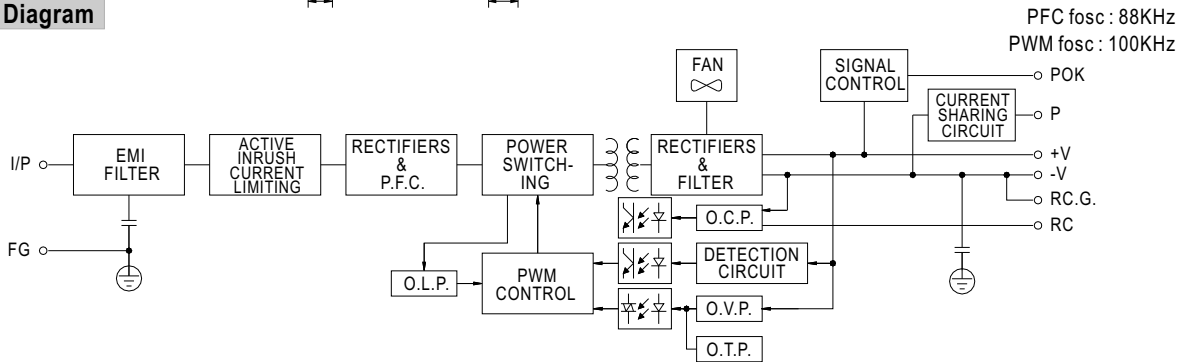 Diagram
PFC fosc : 88KHz
PWM fosc : 100KHz
FAN
SIGNAL
CONTROL
POK
CURRENT
SHARING
CIRCUIT
P
I/P
EMI
FILTER
ACTIVE
INRUSH
CURRENT
LIMITING
RECTIFIERS
&
P.F.C.
POWER
SWITCH-
ING
RECTIFIERS
&
FILTER
+V
-V
RC.G.
RC
FG
O.C.P.
DETECTION
CIRCUIT
O.L.P.
PWM
CONTROL
O.V.P.
O.T.P.